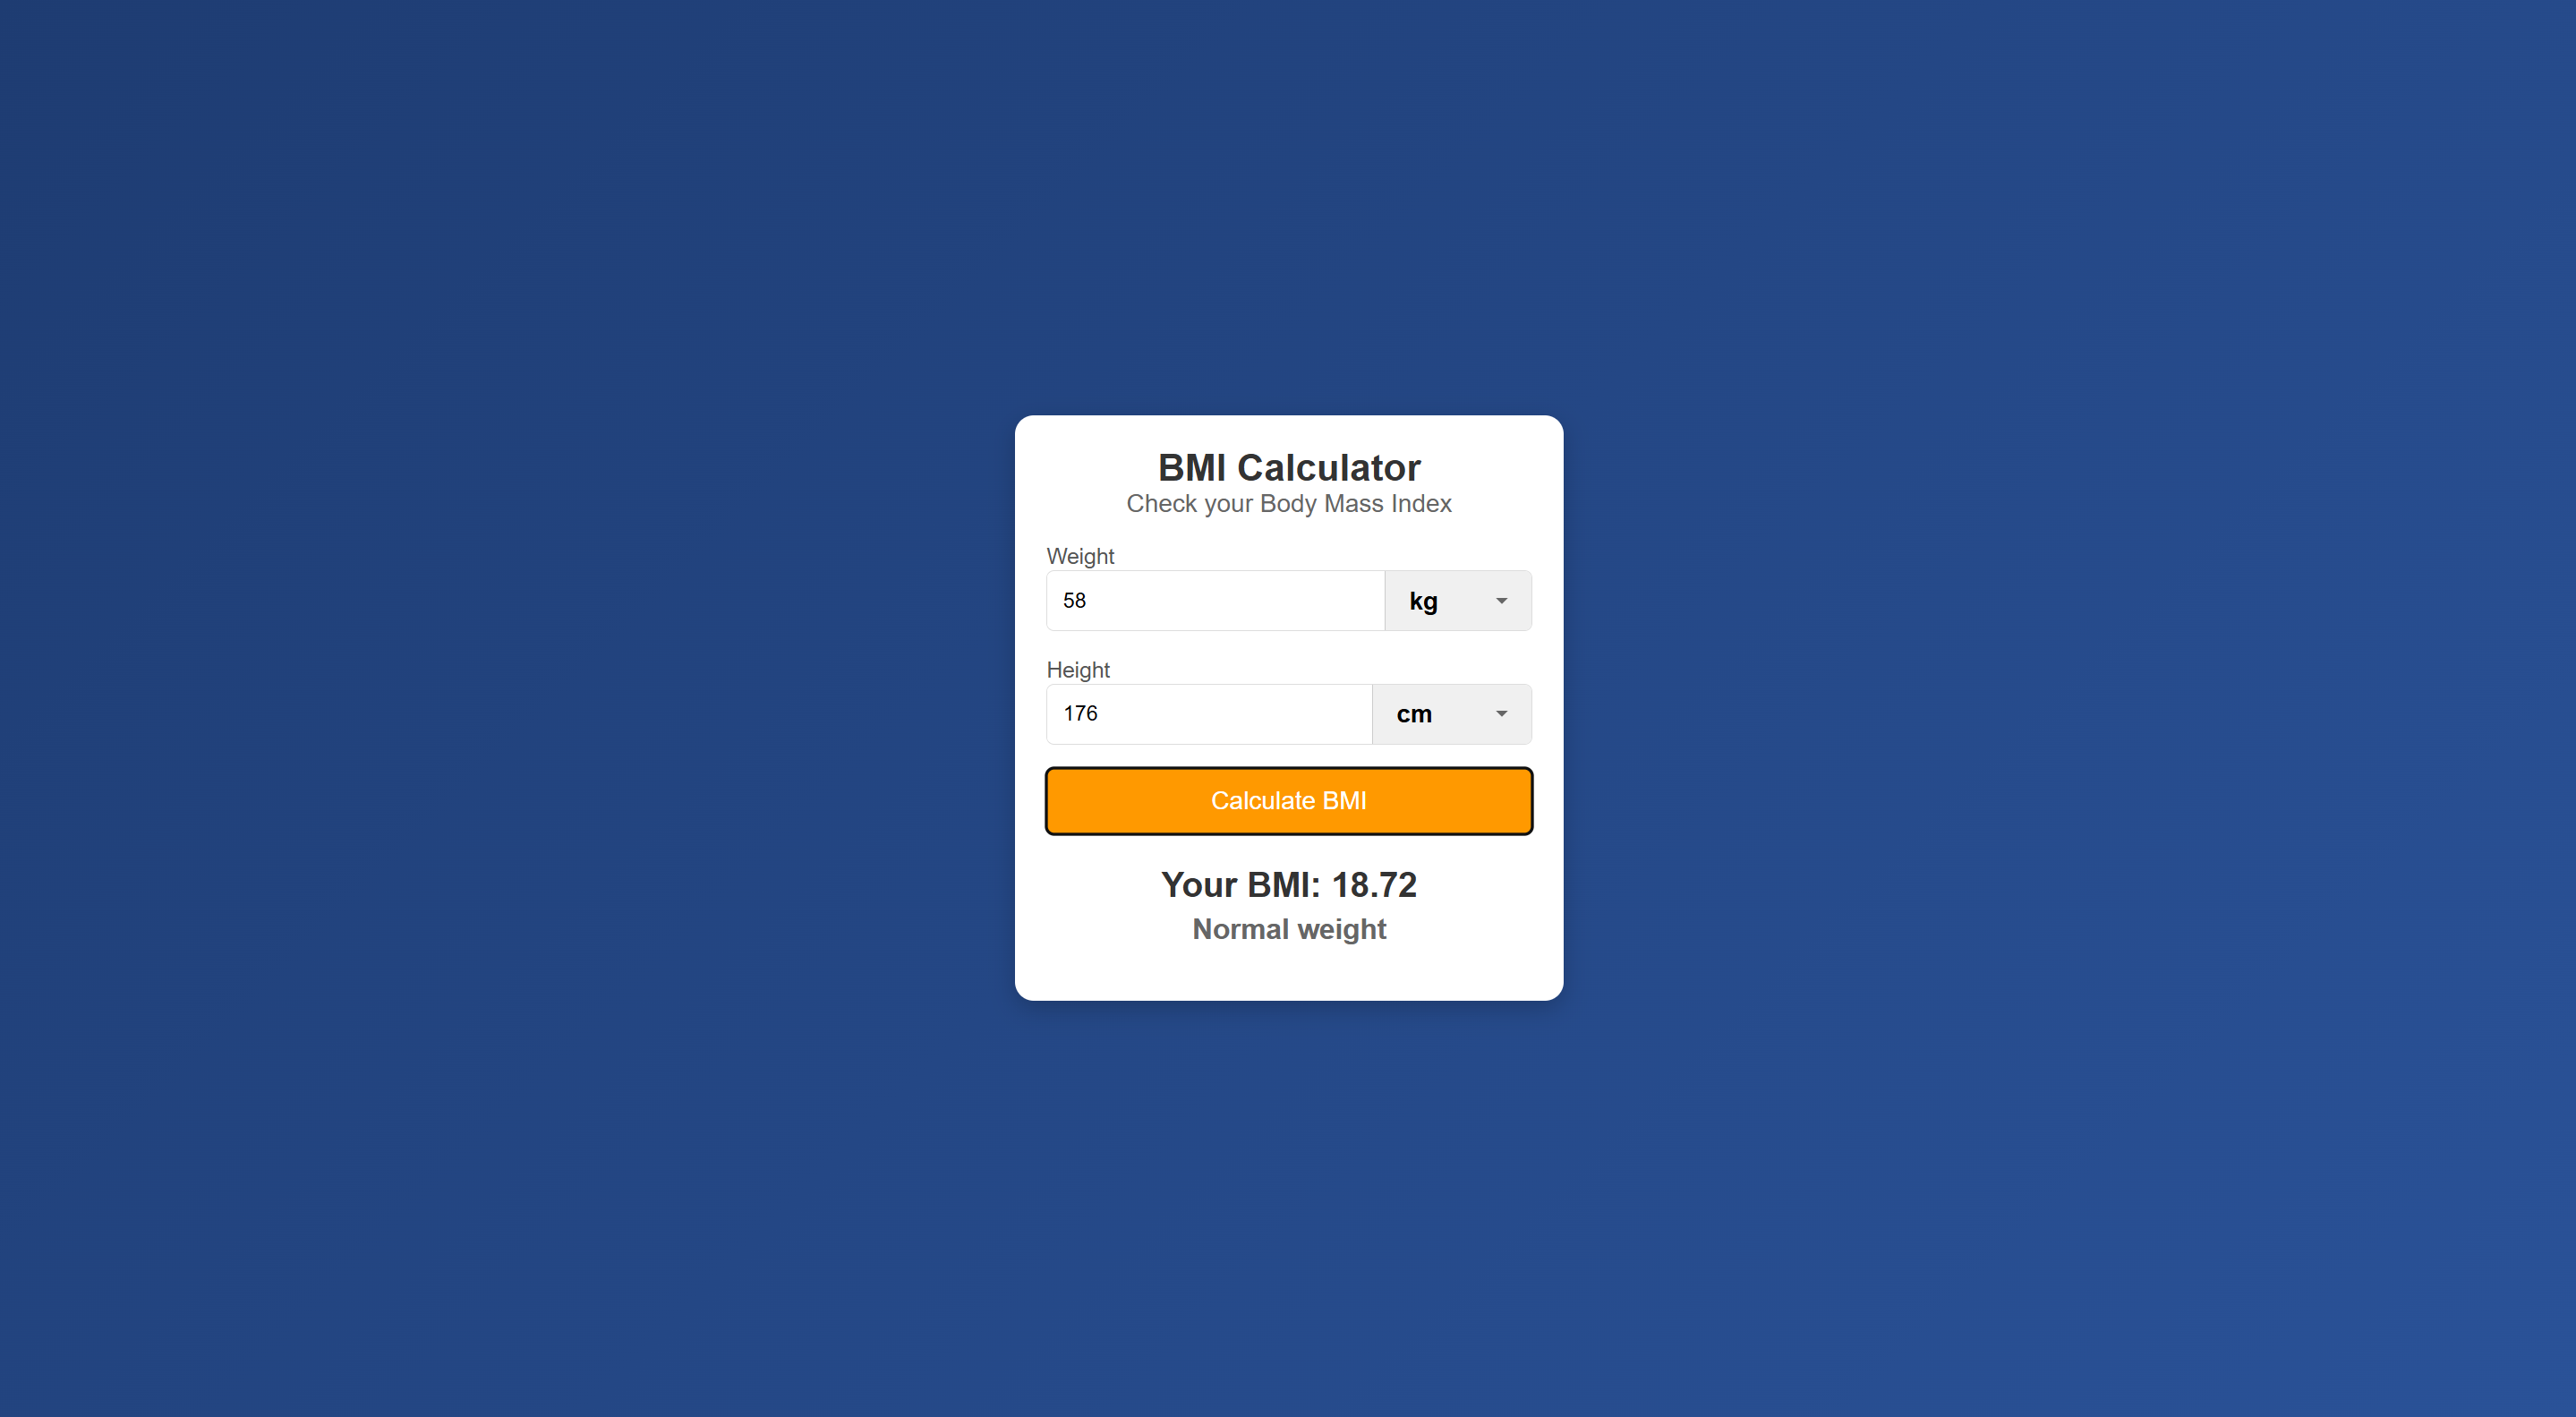 BMI Calculator
Check your Body Mass Index
Weight
58 kg
Height
176 cm
Calculate BMI
Your BMI: 18.72
Normal weight